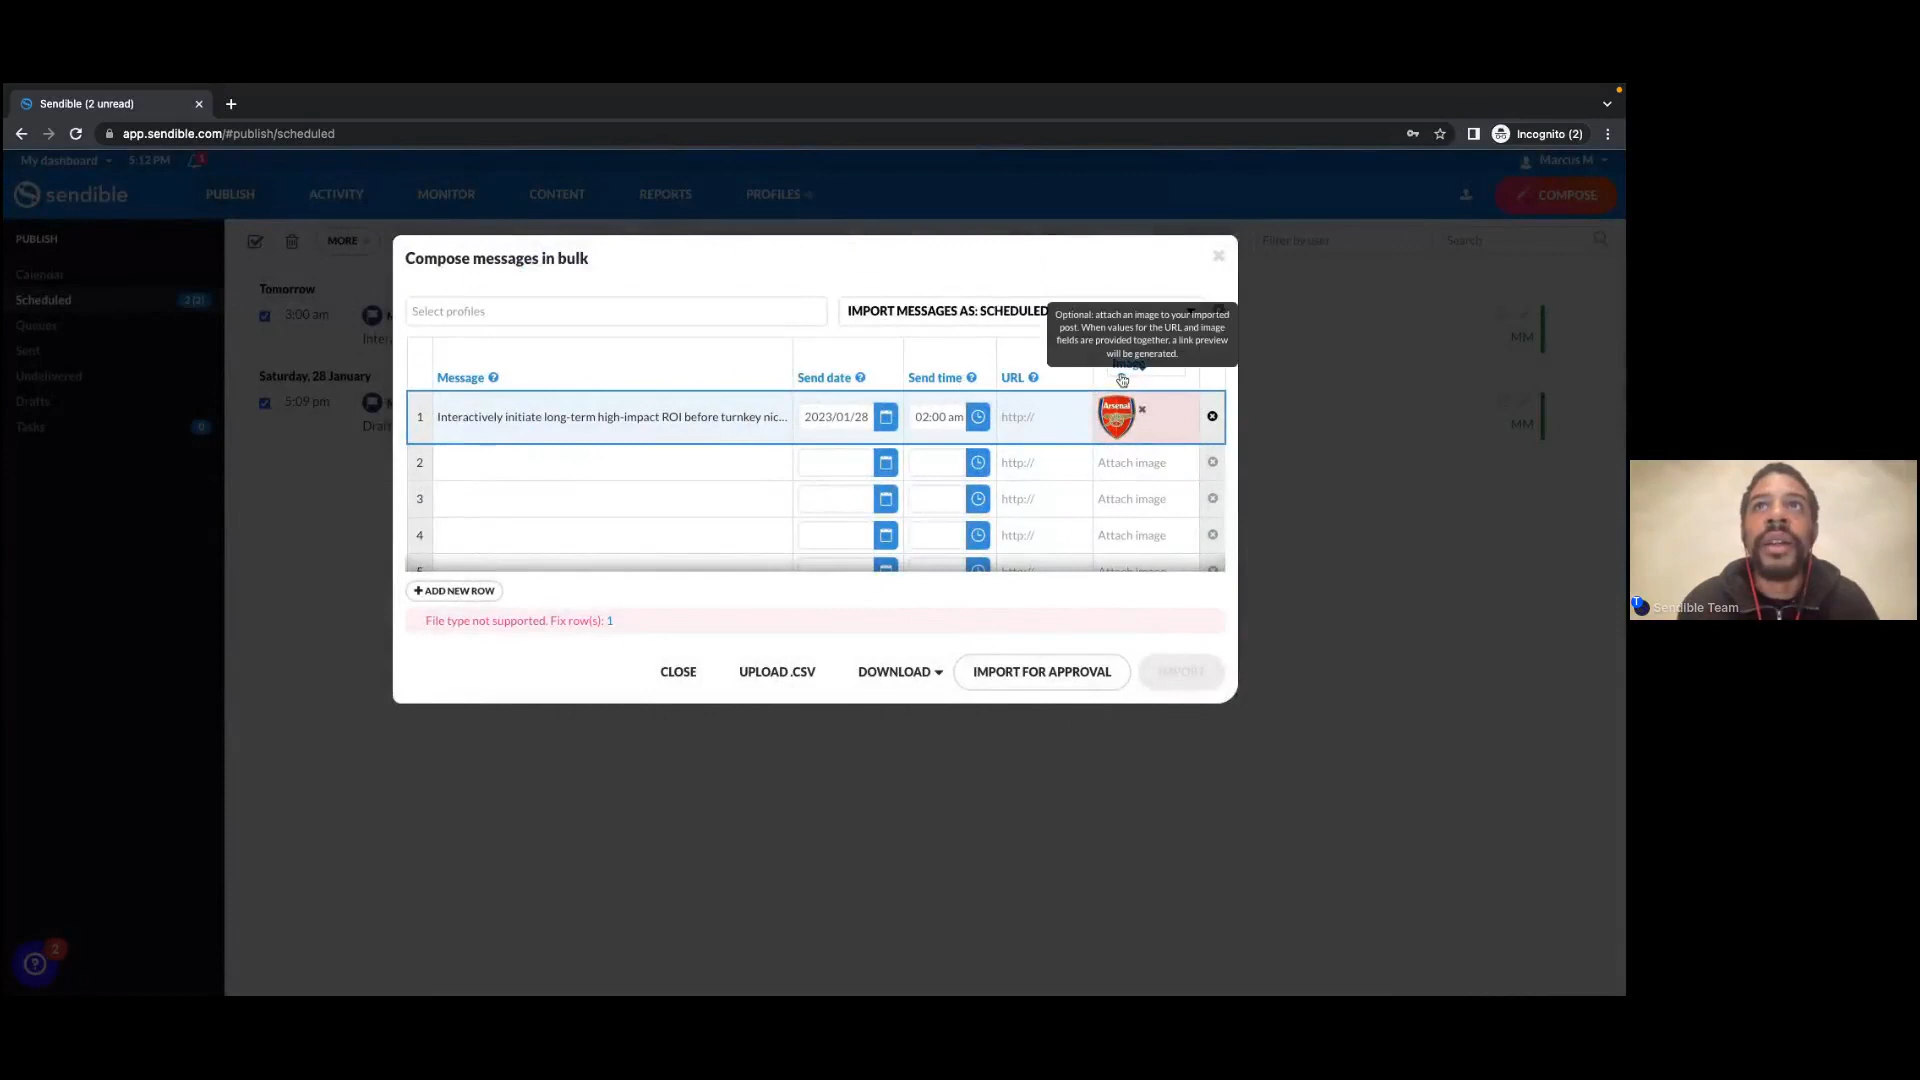 Sendible (2 unread)
app.sendible.com/#publish/scheduled
Incognito (2)
My dashboard
5:12 PM
1
Marcus M
sendible
PUBLISH
ACTIVITY
MONITOR
CONTENT
REPORTS
PROFILES
COMPOSE
PUBLISH
MORE
Filter by user
Search
Calendar
Scheduled
2 (2)
Queues
Sent
Undelivered
Drafts
Tasks
0
Tomorrow
3:00 am
Inter
Saturday, 28 January
5:09 pm
Draft
MM
MM
Compose messages in bulk
Select profiles
IMPORT MESSAGES AS: SCHEDULED
Optional: attach an image to your imported
post. When values for the URL and image
fields are provided together, a link preview
will be generated.
Message
Send date
Send time
URL
Image
1
Interactively initiate long-term high-impact ROI before turnkey nic...
2023/01/28
02:00 am
http://
Arsenal
2
http://
Attach image
3
http://
Attach image
4
http://
Attach image
5
http://
Attach image
ADD NEW ROW
File type not supported. Fix row(s): 1
CLOSE
UPLOAD .CSV
DOWNLOAD
IMPORT FOR APPROVAL
IMPORT
2
T
Sendible Team